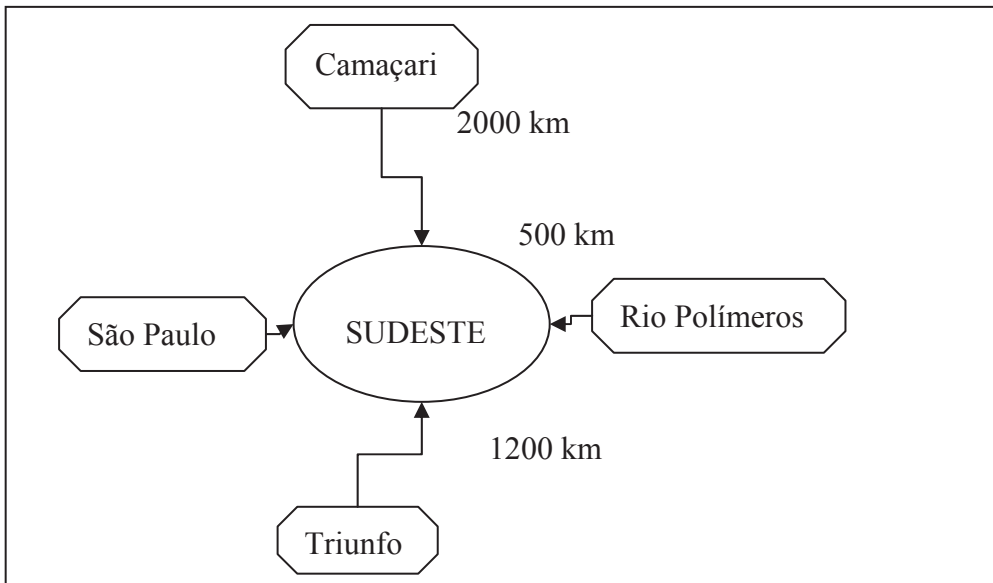 Camaçari
2000 km
500 km
São Paulo
SUDESTE
Rio Polímeros
1200 km
Triunfo